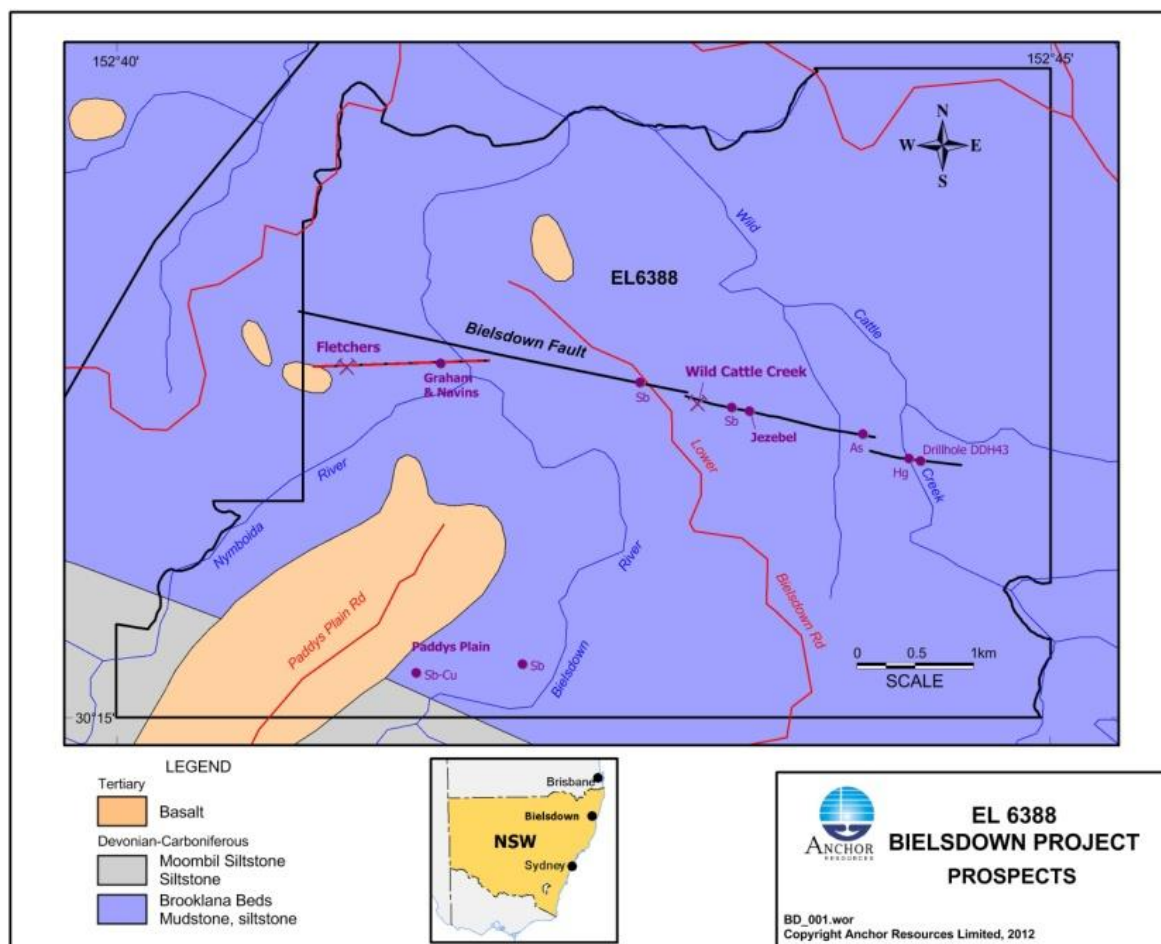 152°40'
152°45'
N
W
E
S
Wild
EL6388
Cattle
Bielsdown Fault
Fletchers
Graham
& Navins
Wild Cattle Creek
Sb
Sb
Jezebel
Lower
As
Drillhole DDH43
Hg
Creek
River
Nymboida
River
Paddys Plain Rd
Bielsdown Rd
Paddys Plain
Sb-Cu
Sb
Bielsdown
0 0.5 1km
SCALE
30°15'
LEGEND
Tertiary
Basalt
Devonian-Carboniferous
Moombil Siltstone
Siltstone
Brooklana Beds
Mudstone, siltstone
Brisbane
Bielsdown
NSW
Sydney
ANCHOR
RESOURCES
EL 6388
BIELSDOWN PROJECT
PROSPECTS
BD_001.wor
Copyright Anchor Resources Limited, 2012